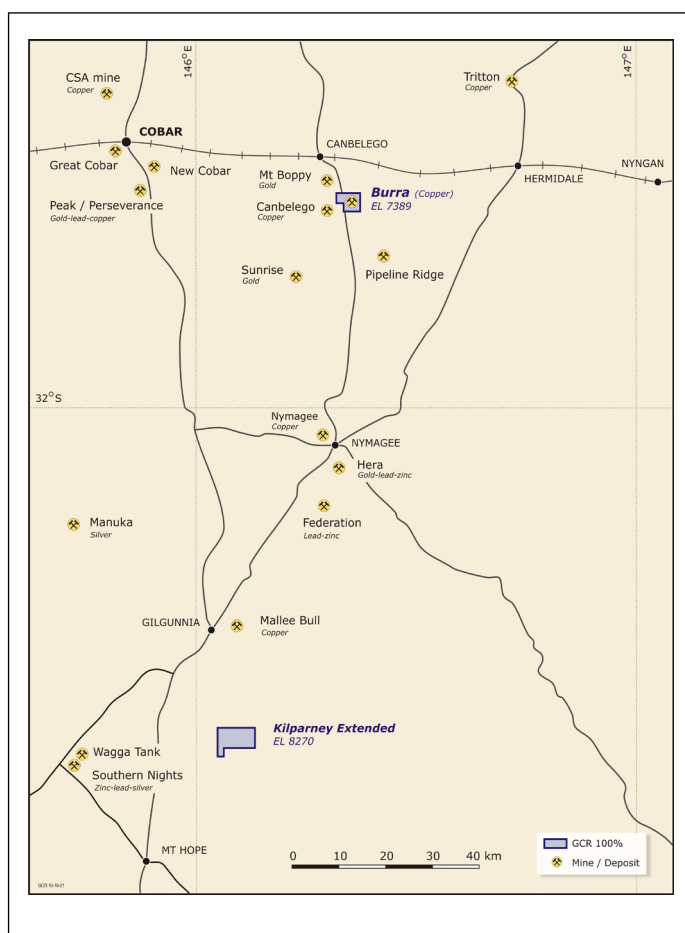 146°E
147°E
CSA mine
Copper
Tritton
Copper
COBAR
CANBELEGO
Great Cobar
New Cobar
Mt Boppy
Gold
HERMIDALE
NYNGAN
Peak / Perseverance
Gold-lead-copper
Canbelego
Copper
Burra (Copper)
EL 7389
Sunrise
Gold
Pipeline Ridge
32°S
Nymagee
Copper
NYMAGEE
Hera
Gold-lead-zinc
Manuka
Silver
Federation
Lead-zinc
GILGUNNIA
Mallee Bull
Copper
Kilparney Extended
EL 8270
Wagga Tank
Southern Nights
Zinc-lead-silver
MT HOPE
0 10 20 30 40 km
GCR 100%
Mine / Deposit